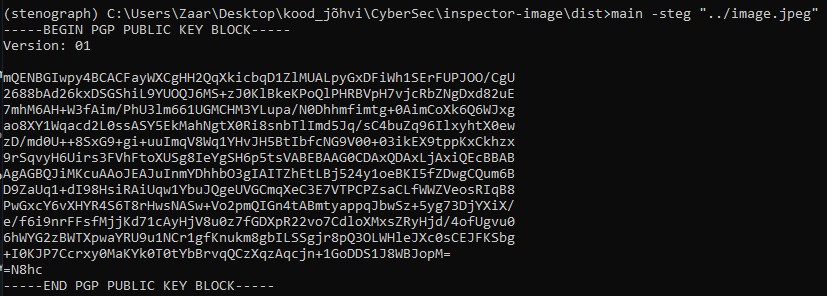 (stenograph) C:\Users\Zaar\Desktop\kood_jõhvi\CyberSec\inspector-image\dist>main -steg "../image.jpeg"
-----BEGIN PGP PUBLIC KEY BLOCK-----
Version: 01
mQENBGIwpy4BCACFayWXCgHH2QqXkicbqD1ZlMUALpyGxDFiWh1SErFUPJOO/CgU
2688bAd26kxDSGShiL9YUOQJ6MS+zJ0KlBkeKPoQlPHRBVpH7vjcRbZNgDxd82uE
7mhM6AH+W3fAim/PhU3lm661UGMCHM3YLupa/N0Dhhmfimtg+0AimCoXk6Q6WJxg
ao8XY1Wqacd2L0ssASY5EkMahNgtX0Ri8snbTlImd5Jq/sC4buZq96IlxyhtX0ew
zD/md0U++8SxG9+gi+uuImqV8Wq1YHvJH5BtIbfcNG9V00+03ikEX9tppKxCkhzx
9rSqvyH6Uirs3FVhFtoXUSg8IeYgSH6p5tsVABEBAAG0CDAxQDAxLjAxiQEcBBAB
AgAGBQJiMKcuAAoJEAJuInmYDhhbO3gIAITZhEtLBj524y1oeBKI5fZDwgCQum6B
D9ZaUq1+dI98HsiRAiUqw1YbuJQgeUVGCmqXeC3E7VTPCPZsaCLfWWZVeosRIqB8
PwGxcY6vXHYR4S6T8rHwsNASw+Vo2pmQIGn4tABmtyappqJbwSz+5yg73DjYXiX/
e/f6i9nrFFsfMjjKd71cAyHjV8u0z7fGDXpR22vo7CdloXMxsZRyHjd/4ofUgvu0
6hWYG2zBWTXpwaYRU9u1NCr1gfKnukm8gbILSSgjr8pQ3OLWHleJXc0sCEJFKSbg
+I0KJP7Ccrxy0MaKYk0T0tYbBrvqQCzXqzAqcjn+1GoDDS1J8WBJopM=
=N8hc
-----END PGP PUBLIC KEY BLOCK-----